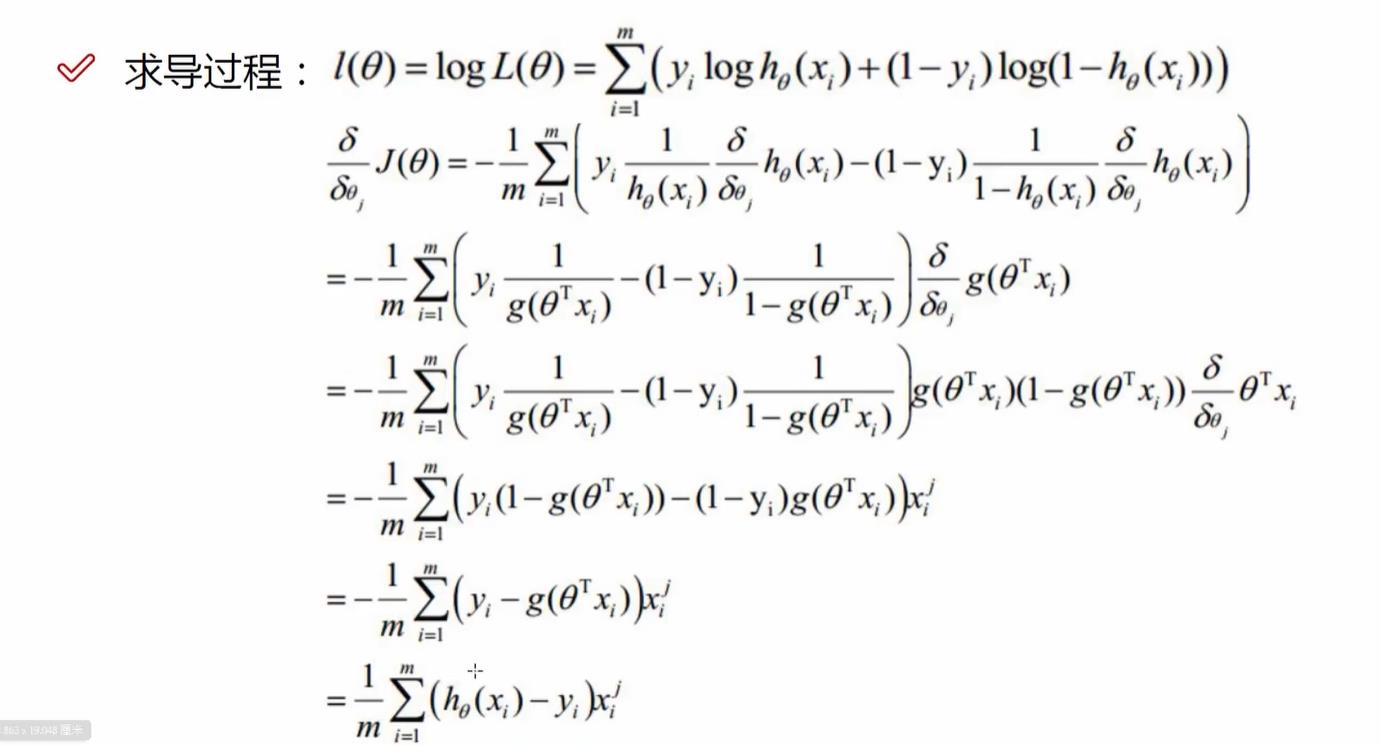 求导过程： l(θ) = log L(θ) = ∑_{i=1}^{m} (y_i log h_θ(x_i) + (1 − y_i) log(1 − h_θ(x_i)))
δ/δθ_j J(θ) = −1/m ∑_{i=1}^{m} ( y_i 1/h_θ(x_i) δ/δθ_j h_θ(x_i) − (1 − y_i) 1/(1 − h_θ(x_i)) δ/δθ_j h_θ(x_i) )
= −1/m ∑_{i=1}^{m} ( y_i 1/g(θ^T x_i) − (1 − y_i) 1/(1 − g(θ^T x_i)) ) δ/δθ_j g(θ^T x_i)
= −1/m ∑_{i=1}^{m} ( y_i 1/g(θ^T x_i) − (1 − y_i) 1/(1 − g(θ^T x_i)) ) g(θ^T x_i)(1 − g(θ^T x_i)) δ/δθ_j θ^T x_i
= −1/m ∑_{i=1}^{m} (y_i(1 − g(θ^T x_i)) − (1 − y_i)g(θ^T x_i)) x_i^j
= −1/m ∑_{i=1}^{m} (y_i − g(θ^T x_i)) x_i^j
= 1/m ∑_{i=1}^{m} (h_θ(x_i) − y_i) x_i^j
x 19.048 厘米